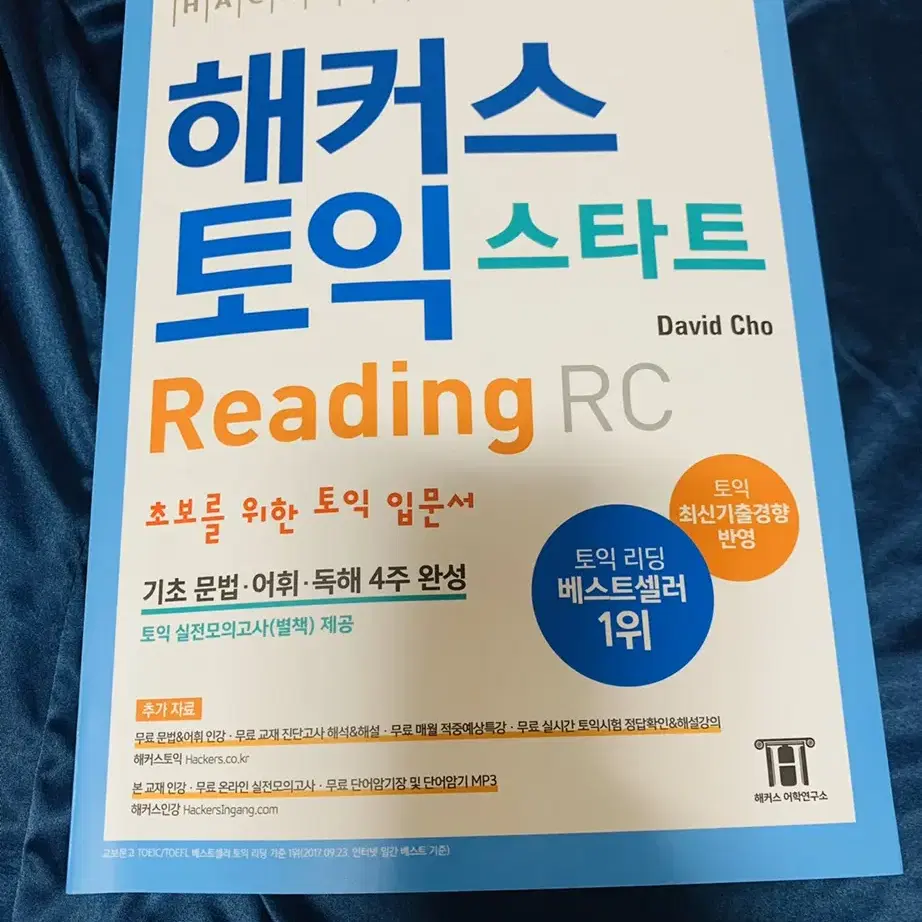 해커스
토익 스타트
David Cho
Reading RC
초보를 위한 토익 입문서
토익
최신기출경향
반영
기초 문법·어휘·독해 4주 완성
토익 실전모의고사(별책) 제공
토익 리딩
베스트셀러
1위
추가 자료
무료 문법&어휘 인강 · 무료 교재 진단고사 해석&해설 · 무료 매월 적중예상특강 · 무료 실시간 토익시험 정답확인&해설강의
해커스토익 Hackers.co.kr
본 교재 인강 · 무료 온라인 실전모의고사 · 무료 단어암기장 및 단어암기 MP3
해커스인강 HackersIngang.com
해커스 어학연구소
교보문고 TOEIC/TOEFL 베스트셀러 토익 리딩 기준 1위(2017.09.23. 인터넷 일간 베스트 기준)